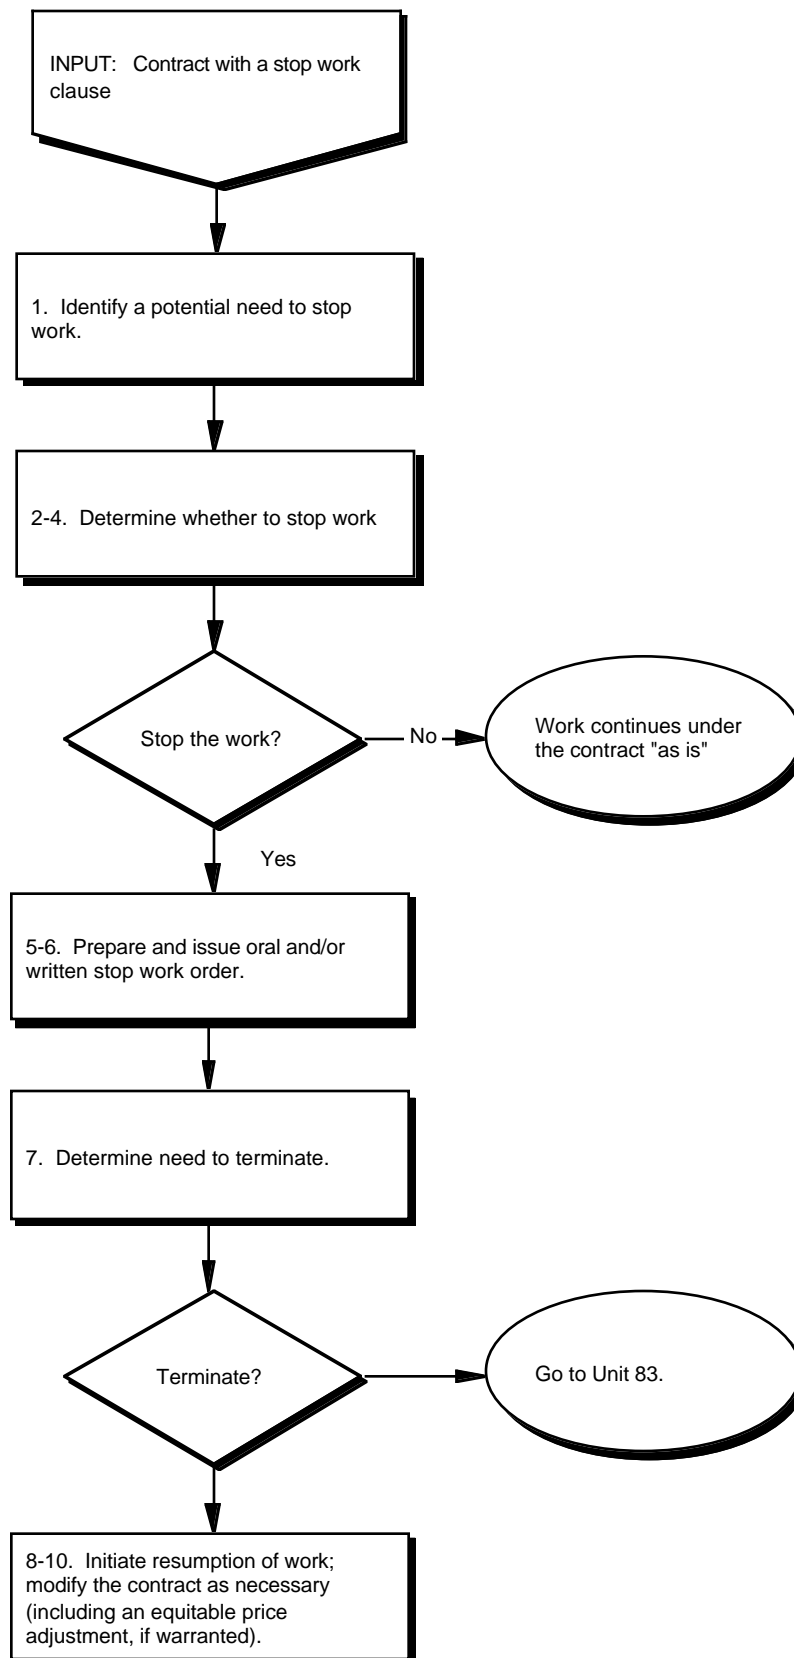 INPUT:   Contract with a stop work
clause
1.  Identify a potential need to stop
work.
2-4.  Determine whether to stop work
Stop the work?
No
Work continues under
the contract "as is"
Yes
5-6.  Prepare and issue oral and/or
written stop work order.
7.  Determine need to terminate.
Terminate?
Go to Unit 83.
8-10.  Initiate resumption of work;
modify the contract as necessary
(including an equitable price
adjustment, if warranted).